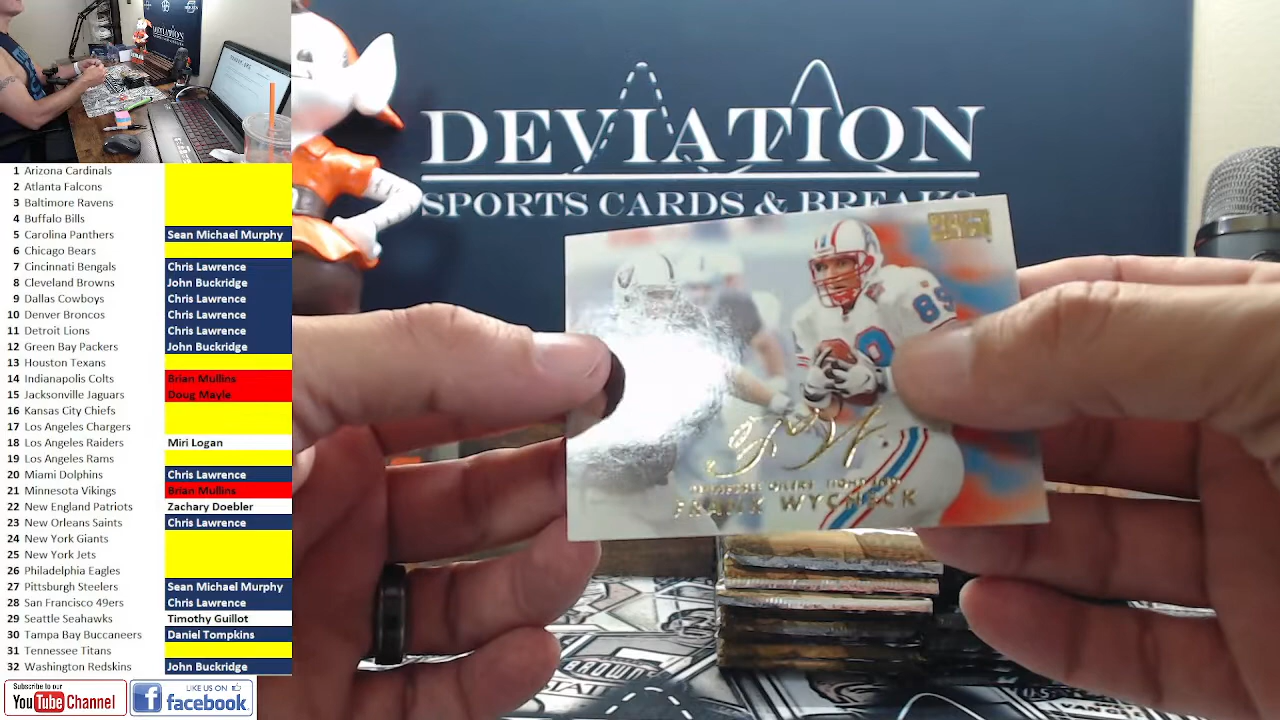 DEVIATION
SPORTS CARDS & BREAKS
1 Arizona Cardinals
2 Atlanta Falcons
3 Baltimore Ravens
4 Buffalo Bills
5 Carolina Panthers Sean Michael Murphy
6 Chicago Bears
7 Cincinnati Bengals Chris Lawrence
8 Cleveland Browns John Buckridge
9 Dallas Cowboys Chris Lawrence
10 Denver Broncos Chris Lawrence
11 Detroit Lions Chris Lawrence
12 Green Bay Packers John Buckridge
13 Houston Texans
14 Indianapolis Colts Brian Mullins
15 Jacksonville Jaguars Doug Mayle
16 Kansas City Chiefs
17 Los Angeles Chargers
18 Los Angeles Raiders Miri Logan
19 Los Angeles Rams
20 Miami Dolphins Chris Lawrence
21 Minnesota Vikings Brian Mullins
22 New England Patriots Zachary Doebler
23 New Orleans Saints Chris Lawrence
24 New York Giants
25 New York Jets
26 Philadelphia Eagles
27 Pittsburgh Steelers Sean Michael Murphy
28 San Francisco 49ers Chris Lawrence
29 Seattle Seahawks Timothy Guillot
30 Tampa Bay Buccaneers Daniel Tompkins
31 Tennessee Titans
32 Washington Redskins John Buckridge
89
FRANK WYCHECK
BROWNS
Subscribe to our
YouTube Channel
LIKE US ON
facebook